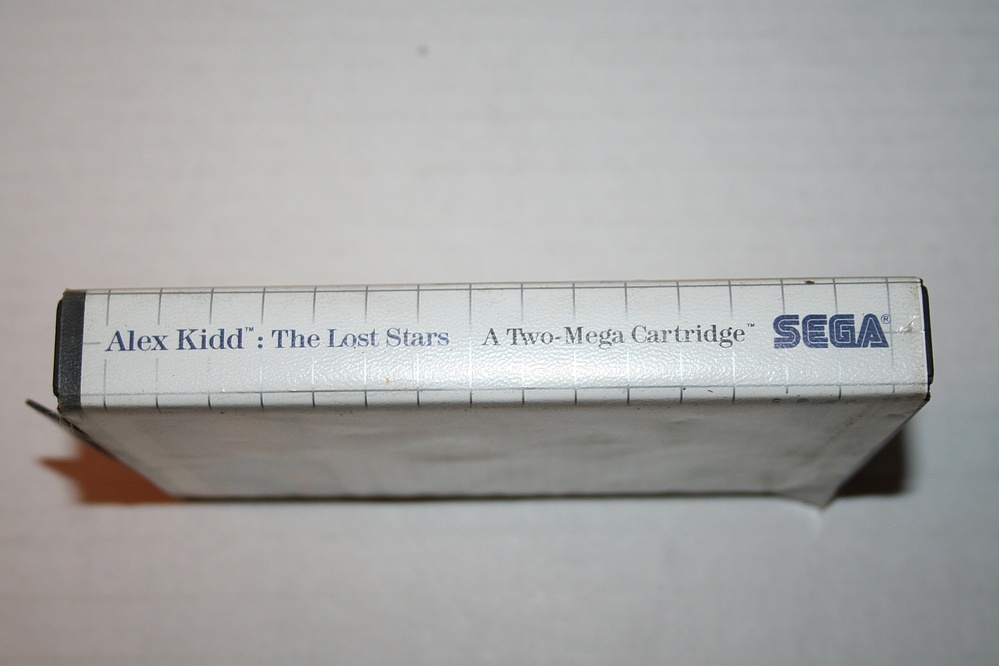 Alex Kidd™: The Lost Stars A Two-Mega Cartridge™ SEGA®